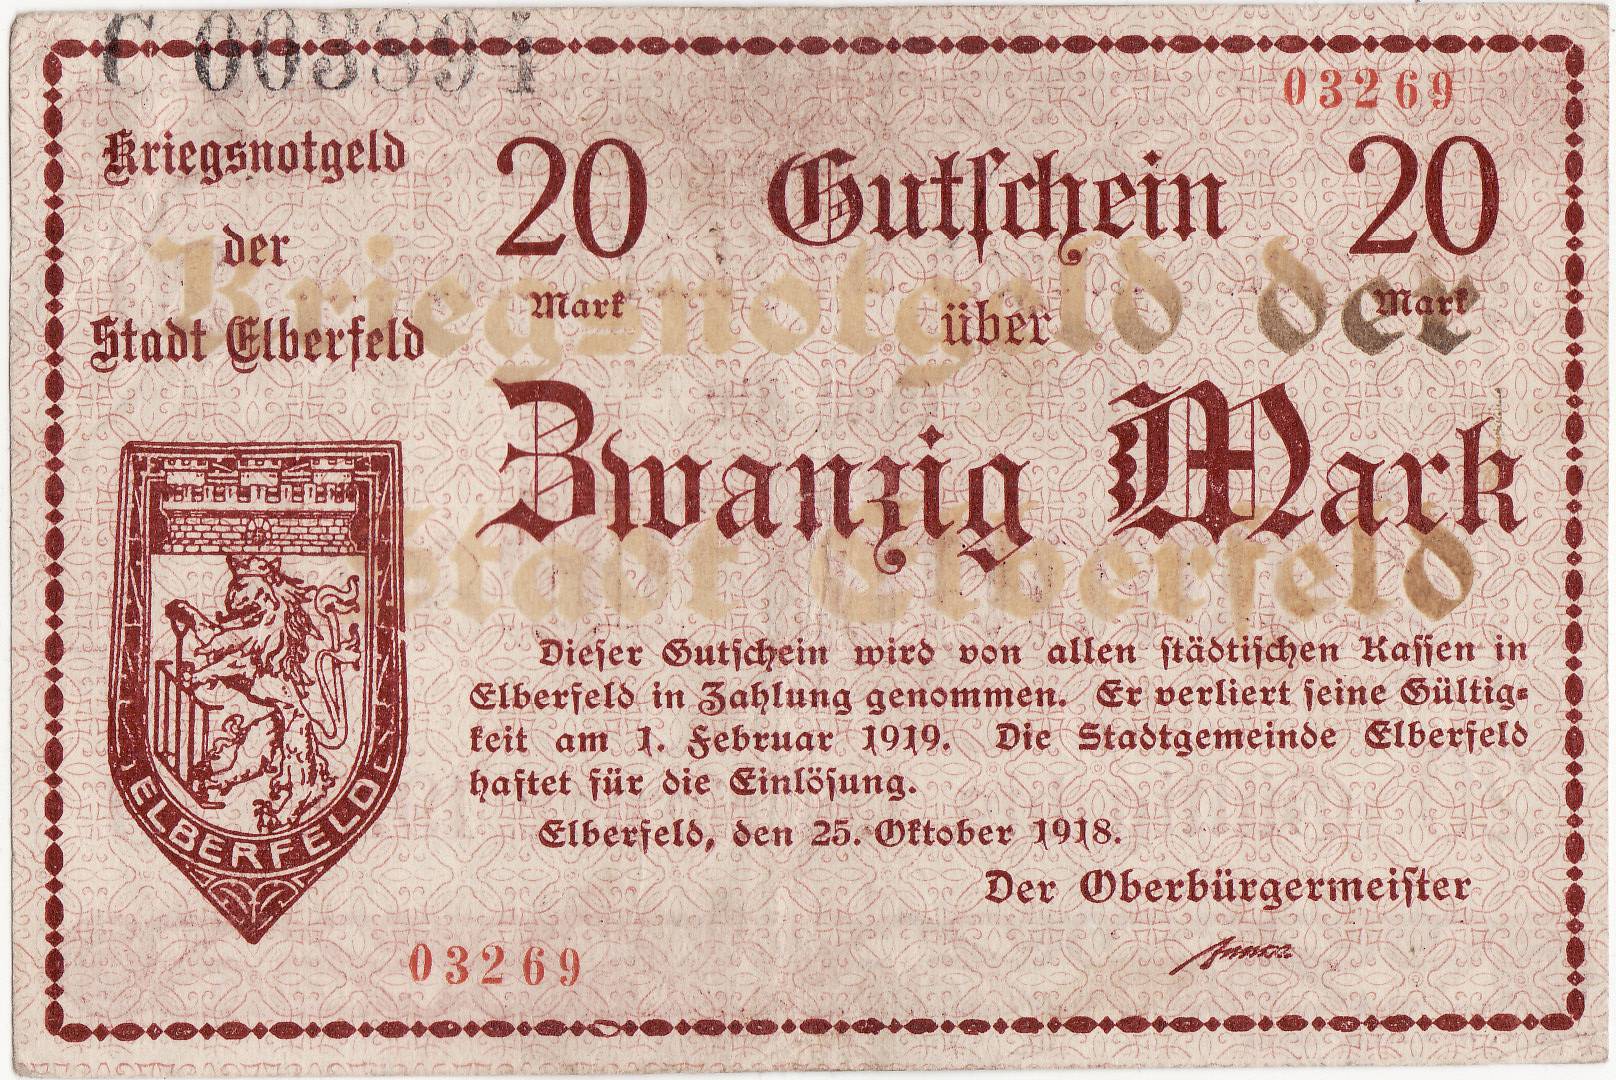 C 003894
03269
Kriegsnotgeld
der
Stadt Elberfeld
20 Gutschein 20
Mark über Mark
Kriegsnotgeld der
Zwanzig Mark
Stadt Elberfeld
Dieser Gutschein wird von allen städtischen Kassen in
Elberfeld in Zahlung genommen. Er verliert seine Gültig=
keit am 1. Februar 1919. Die Stadtgemeinde Elberfeld
haftet für die Einlösung.
Elberfeld, den 25. Oktober 1918.
Der Oberbürgermeister
ELBERFELD
03269